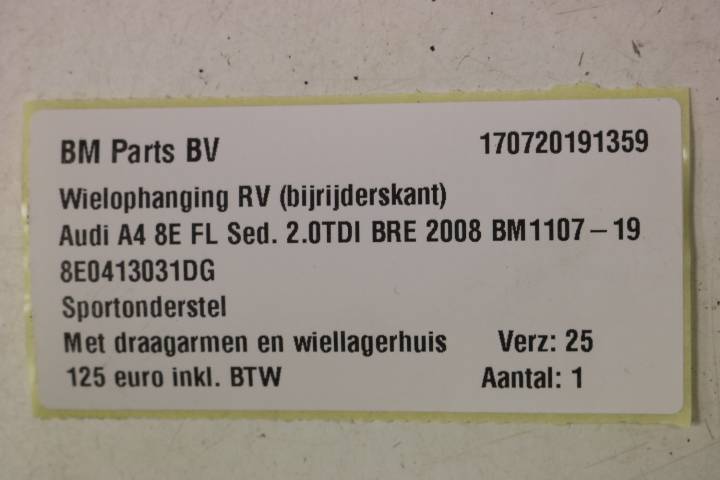 BM Parts BV 170720191359
Wielophanging RV (bijrijderskant)
Audi A4 8E FL Sed. 2.0TDI BRE 2008 BM1107-19
8E0413031DG
Sportonderstel
Met draagarmen en wiellagerhuis Verz: 25
125 euro inkl. BTW Aantal: 1